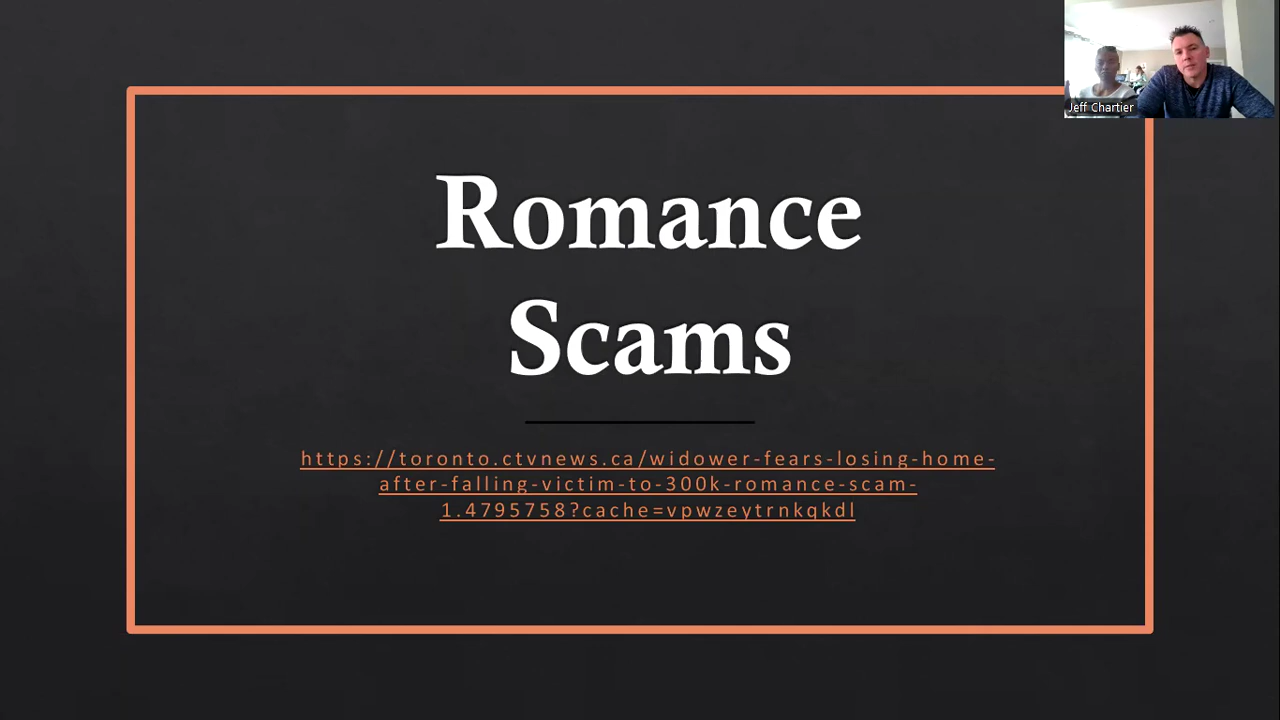 Jeff Chartier
Romance
Scams
https://toronto.ctvnews.ca/widower-fears-losing-home-
after-falling-victim-to-300k-romance-scam-
1.4795758?cache=vpwzeytrnkqkdl